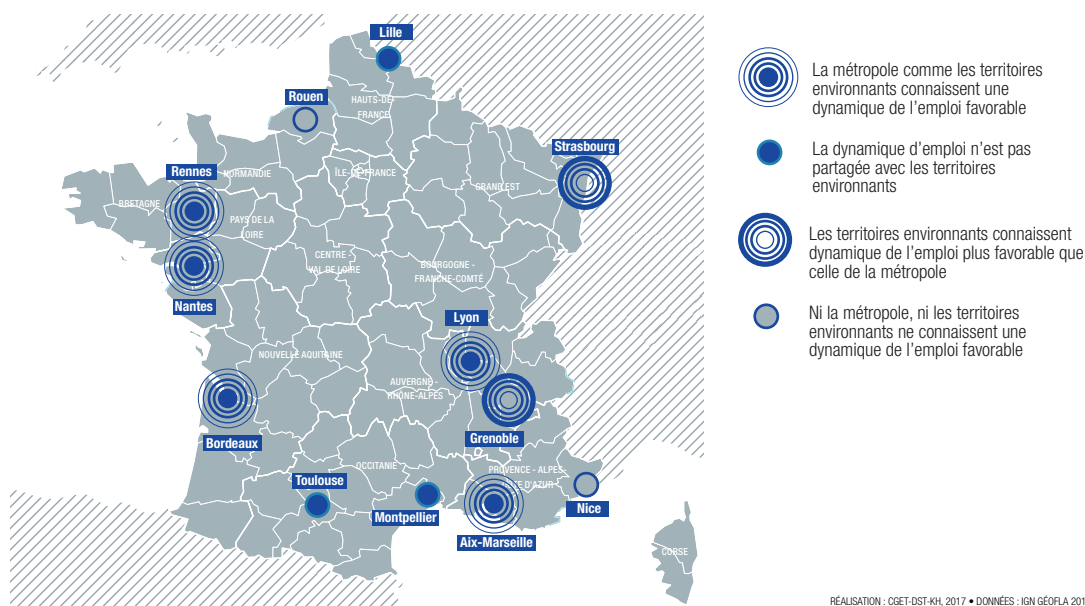 Lille
Rouen
HAUTS-DE-
FRANCE
Strasbourg
Rennes
NORMANDIE
ÎLE-DE-FRANCE
GRAND EST
BRETAGNE
PAYS DE LA
LOIRE
CENTRE -
VAL DE LOIRE
BOURGOGNE -
FRANCHE-COMTÉ
Nantes
Lyon
NOUVELLE AQUITAINE
AUVERGNE -
RHÔNE-ALPES
Bordeaux
Grenoble
OCCITANIE
PROVENCE - ALPES-
CÔTE D'AZUR
Toulouse
Montpellier
Nice
Aix-Marseille
CORSE
La métropole comme les territoires
environnants connaissent une
dynamique de l'emploi favorable
La dynamique d'emploi n'est pas
partagée avec les territoires
environnants
Les territoires environnants connaissent
dynamique de l'emploi plus favorable que
celle de la métropole
Ni la métropole, ni les territoires
environnants ne connaissent une
dynamique de l'emploi favorable
RÉALISATION : CGET-DST-KH, 2017 • DONNÉES : IGN GÉOFLA 201